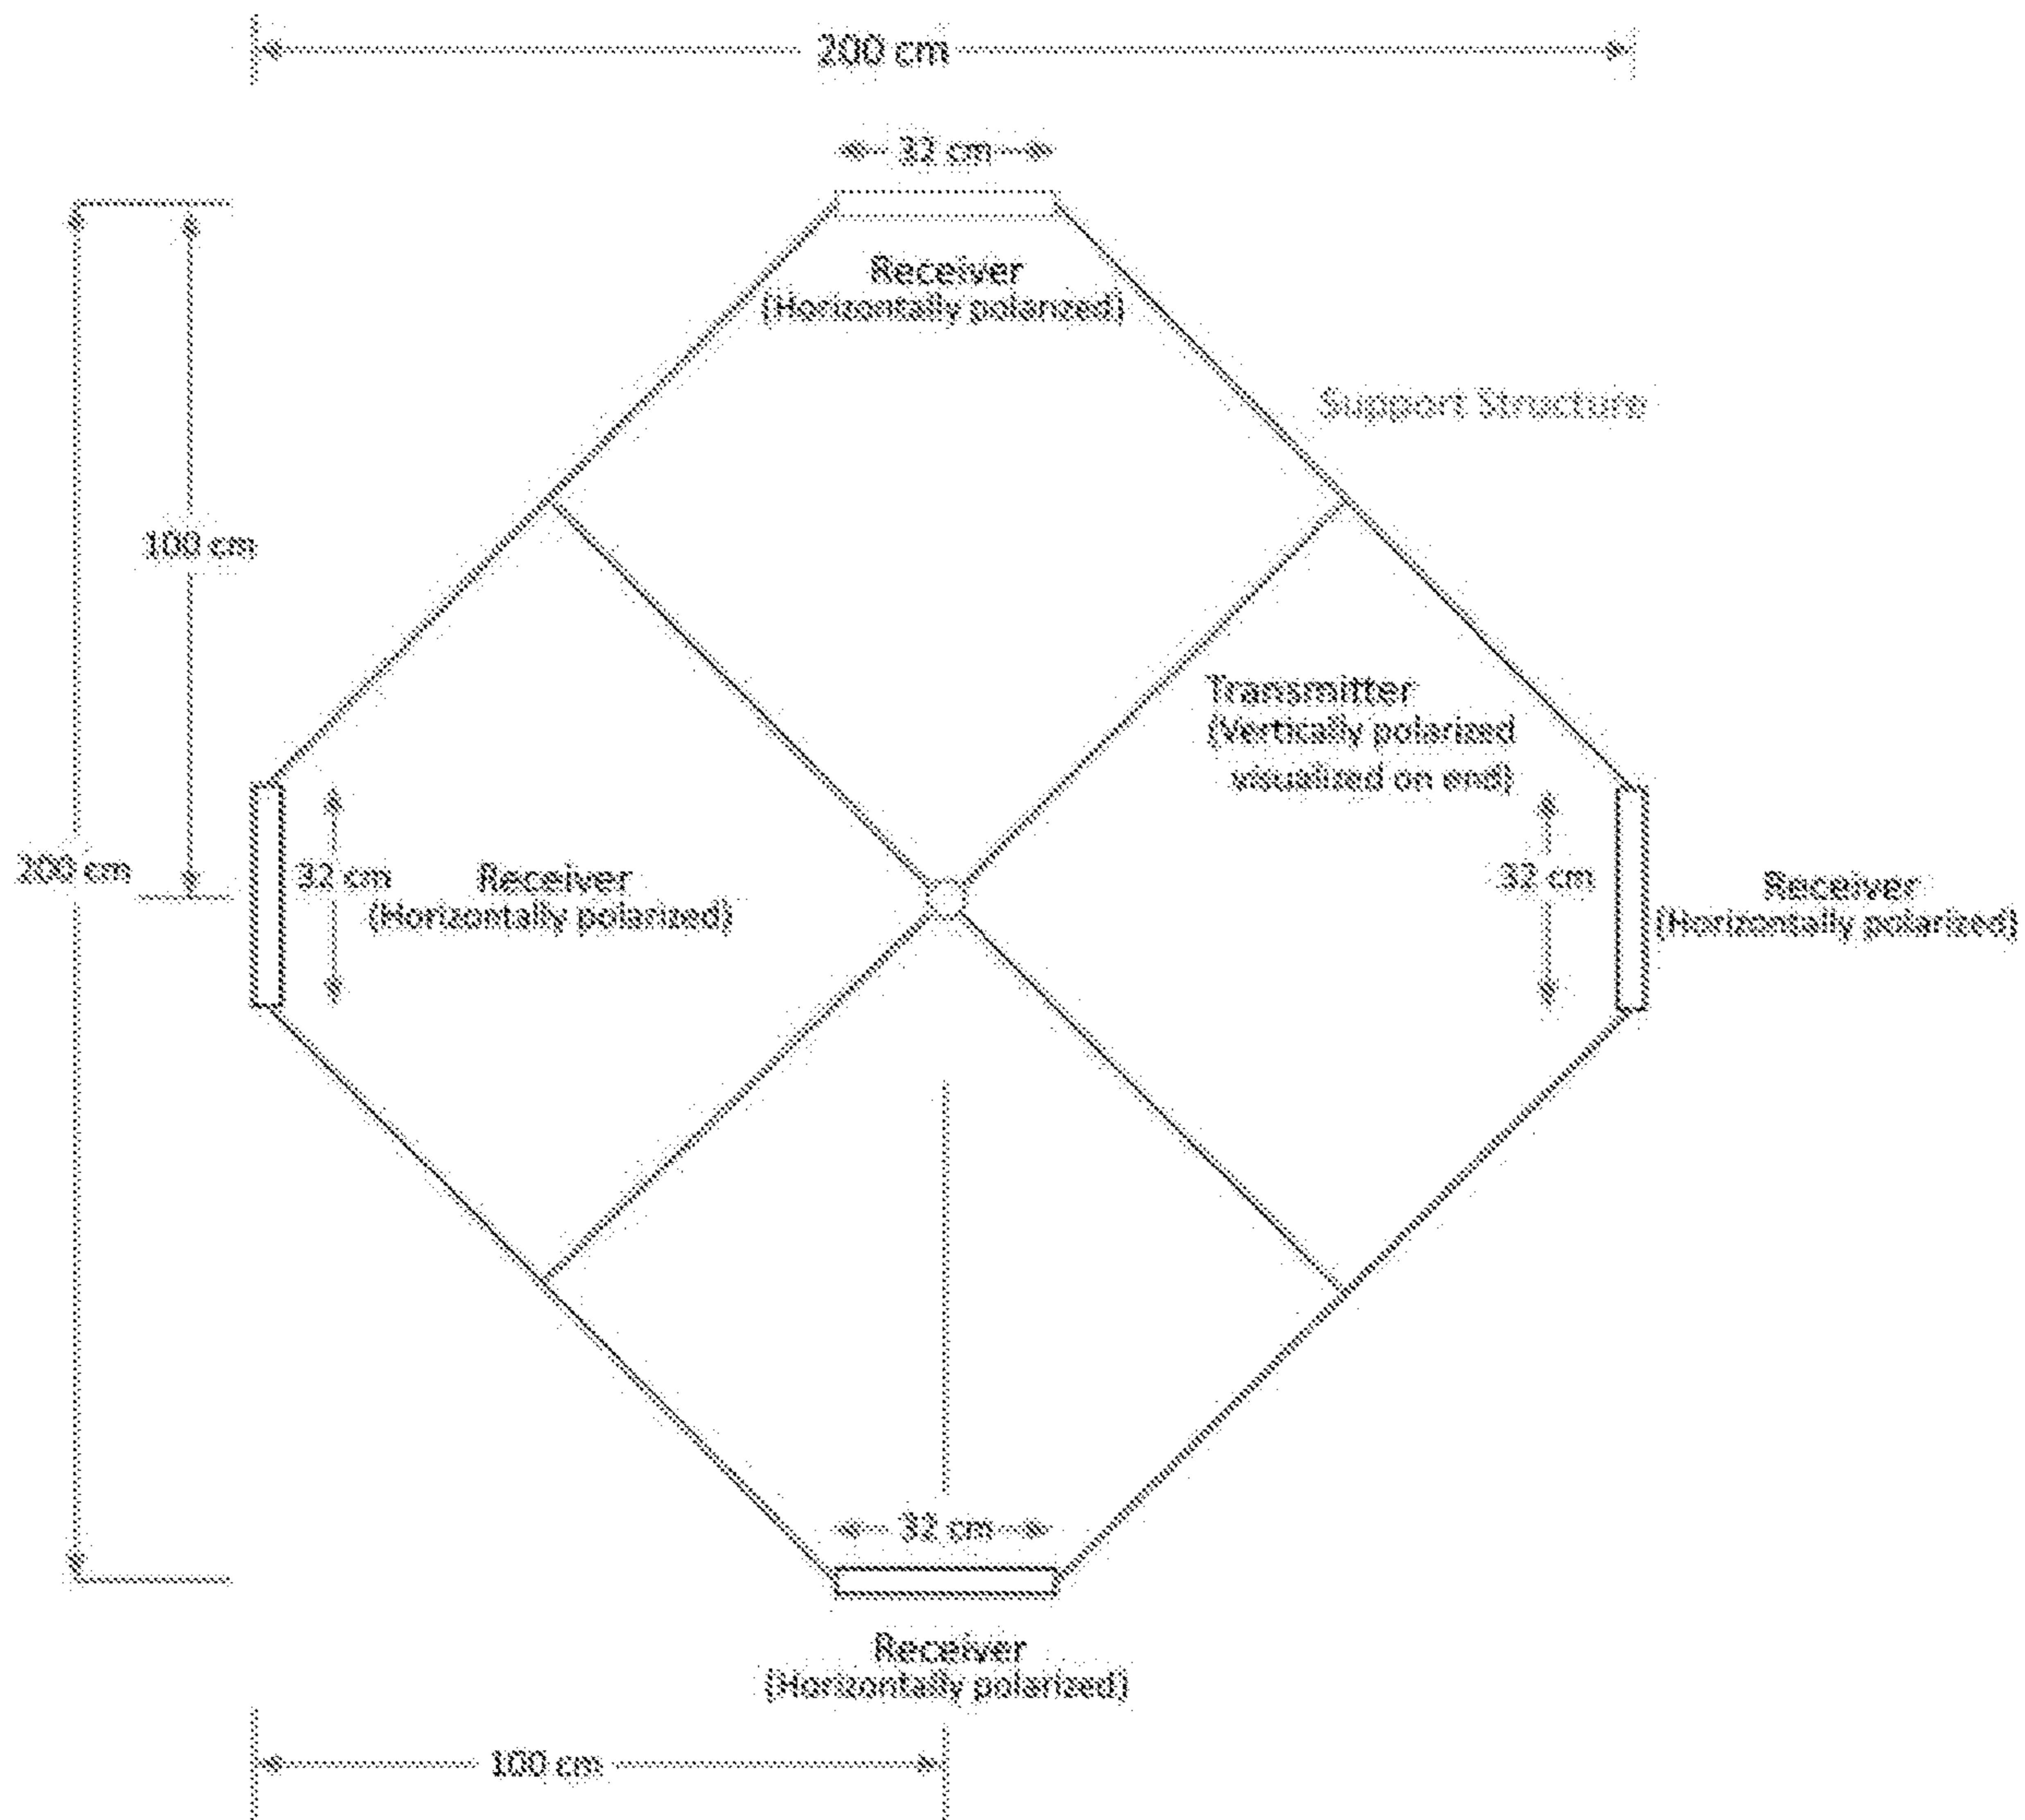 200 cm
32 cm
Receiver
(Horizontally polarized)
Support Structure
100 cm
Transmitter
(Vertically polarized
visualized on end)
200 cm
32 cm
Receiver
(Horizontally polarized)
32 cm
Receiver
(Horizontally polarized)
32 cm
Receiver
(Horizontally polarized)
100 cm